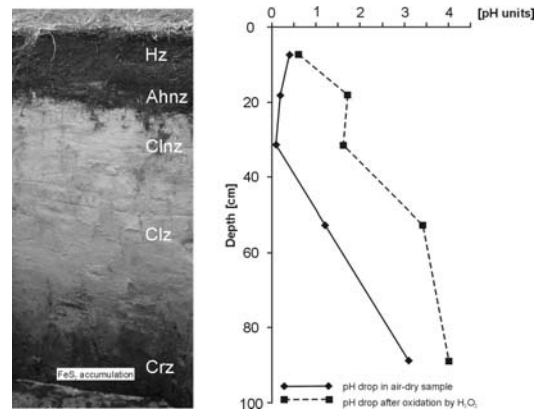 Hz
Ahnz
Clnz
Clz
Crz
FeS₂ accumulation
[pH units]
0 1 2 3 4
Depth [cm]
0
20
40
60
80
100
pH drop in air-dry sample
pH drop after oxidation by H₂O₂